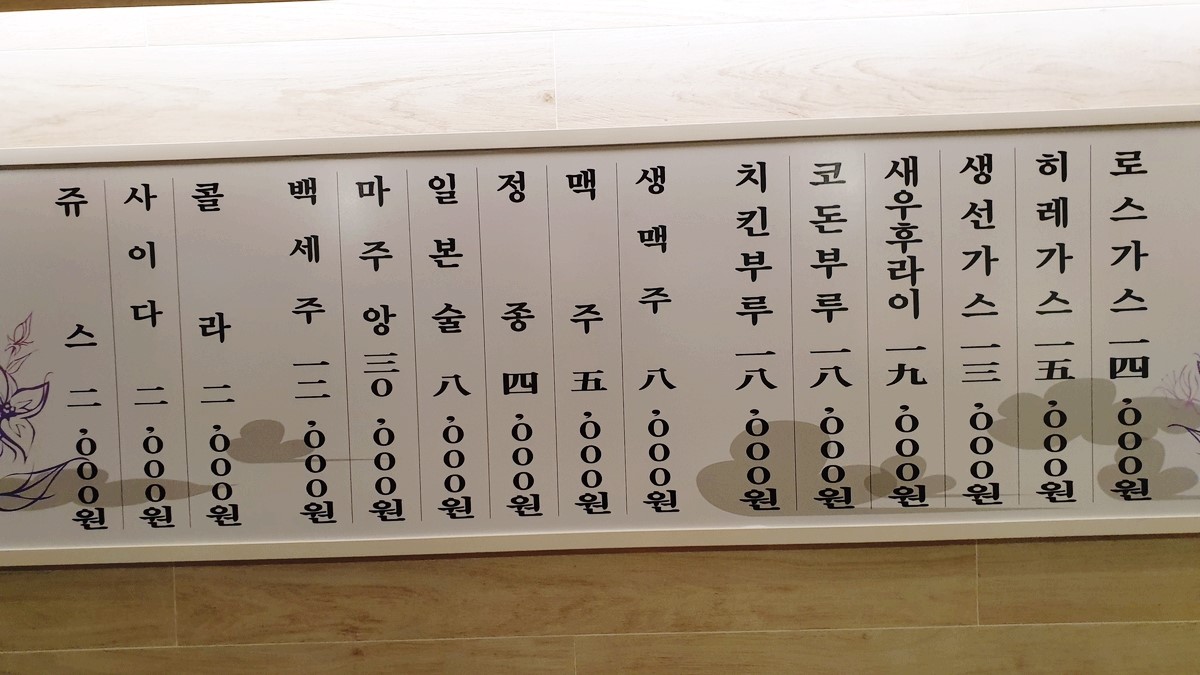 로스가스 一四,000원
히레가스 一五,000원
생선가스 一三,000원
새우후라이 一九,000원
코돈부루 一八,000원
치킨부루 一八,000원
생맥주 八,000원
맥주 五,000원
정종 四,000원
일본술 八,000원
마주앙 三0,000원
백세주 一二,000원
콜라 二,000원
사이다 二,000원
쥬스 二,000원